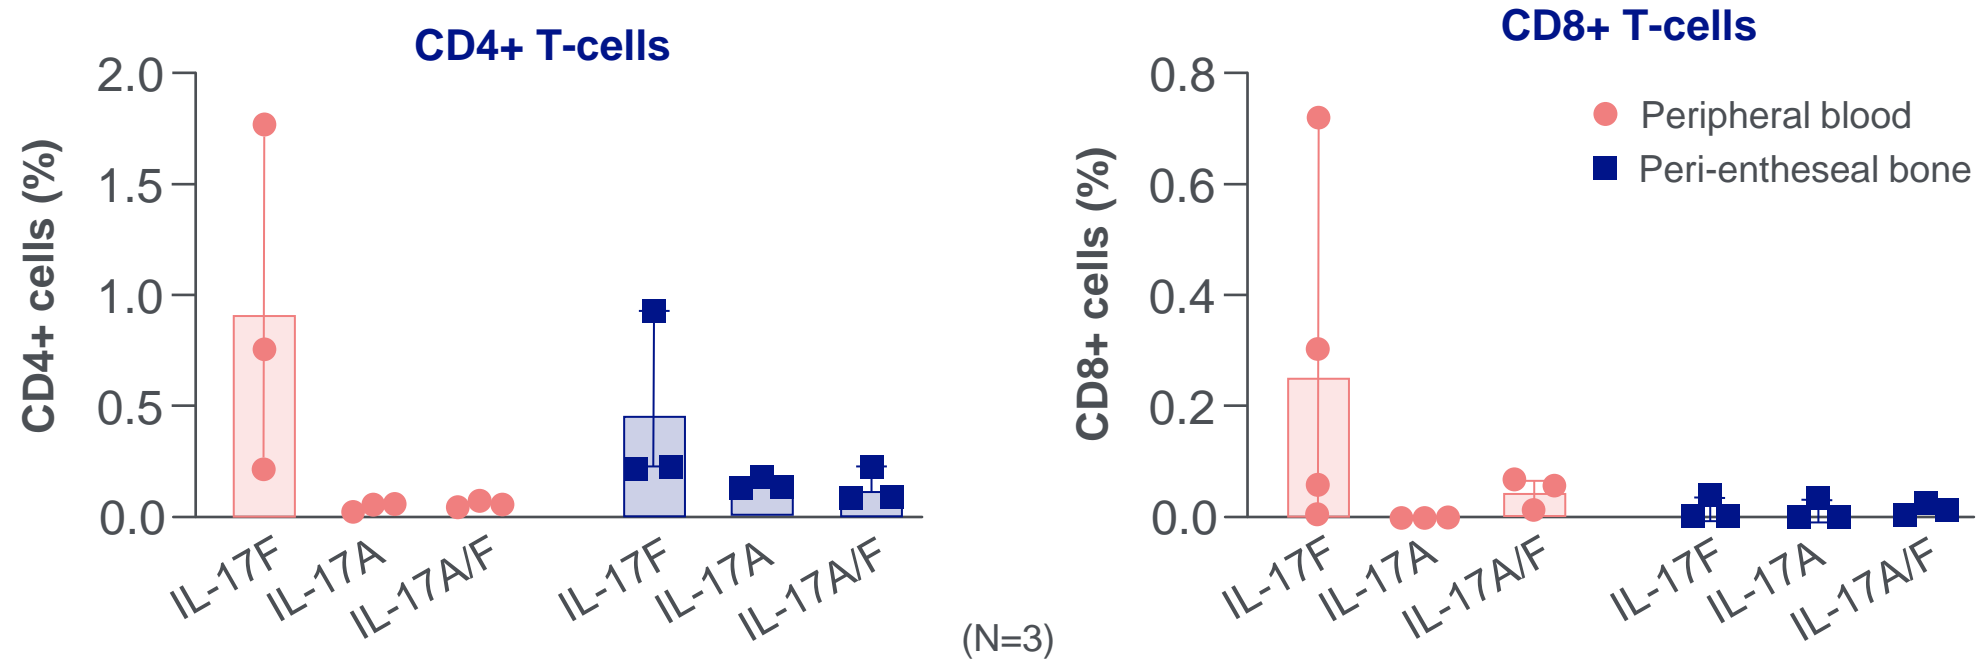 CD4+ T-cells
CD4+ cells (%)
2.0
1.5
1.0
0.5
0.0
IL-17F
IL-17A
IL-17A/F
IL-17F
IL-17A
IL-17A/F
(N=3)
CD8+ T-cells
CD8+ cells (%)
0.8
0.6
0.4
0.2
0.0
Peripheral blood
Peri-entheseal bone
IL-17F
IL-17A
IL-17A/F
IL-17F
IL-17A
IL-17A/F